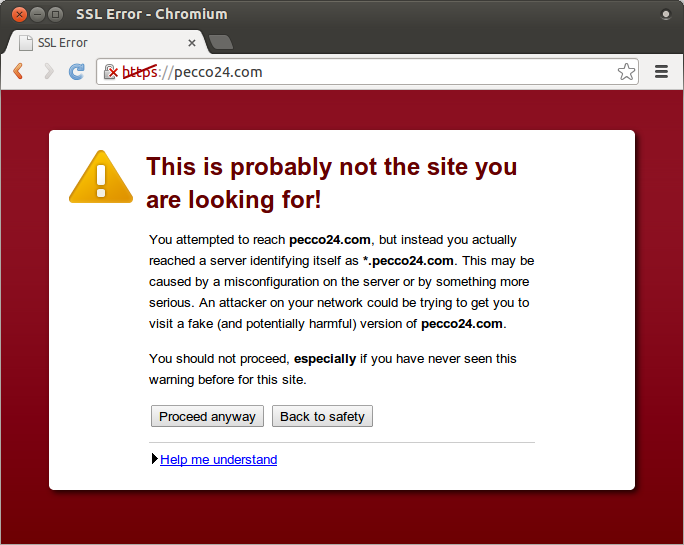 SSL Error - Chromium
SSL Error
https://pecco24.com
This is probably not the site you
are looking for!
You attempted to reach pecco24.com, but instead you actually
reached a server identifying itself as *.pecco24.com. This may be
caused by a misconfiguration on the server or by something more
serious. An attacker on your network could be trying to get you to
visit a fake (and potentially harmful) version of pecco24.com.
You should not proceed, especially if you have never seen this
warning before for this site.
Proceed anyway Back to safety
Help me understand